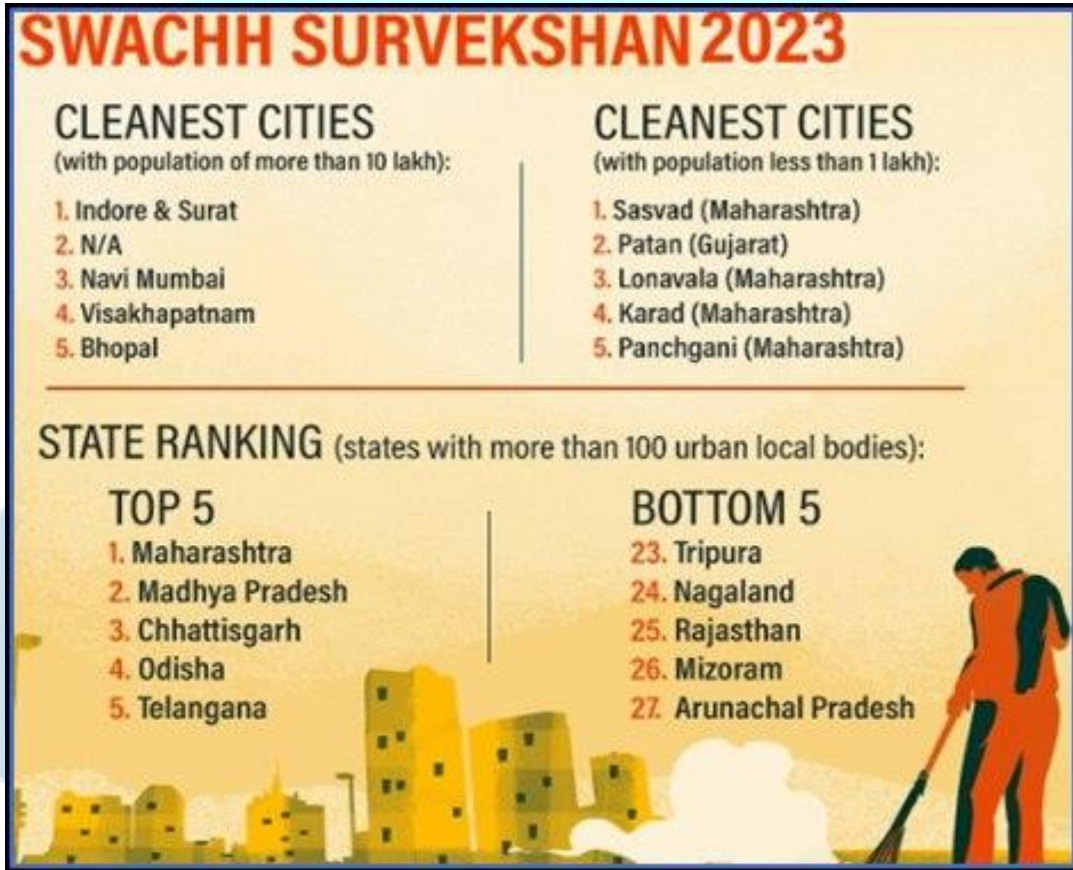 SWACHH SURVEKSHAN 2023
CLEANEST CITIES
(with population of more than 10 lakh):
1. Indore & Surat
2. N/A
3. Navi Mumbai
4. Visakhapatnam
5. Bhopal
CLEANEST CITIES
(with population less than 1 lakh):
1. Sasvad (Maharashtra)
2. Patan (Gujarat)
3. Lonavala (Maharashtra)
4. Karad (Maharashtra)
5. Panchgani (Maharashtra)
STATE RANKING (states with more than 100 urban local bodies):
TOP 5
1. Maharashtra
2. Madhya Pradesh
3. Chhattisgarh
4. Odisha
5. Telangana
BOTTOM 5
23. Tripura
24. Nagaland
25. Rajasthan
26. Mizoram
27. Arunachal Pradesh